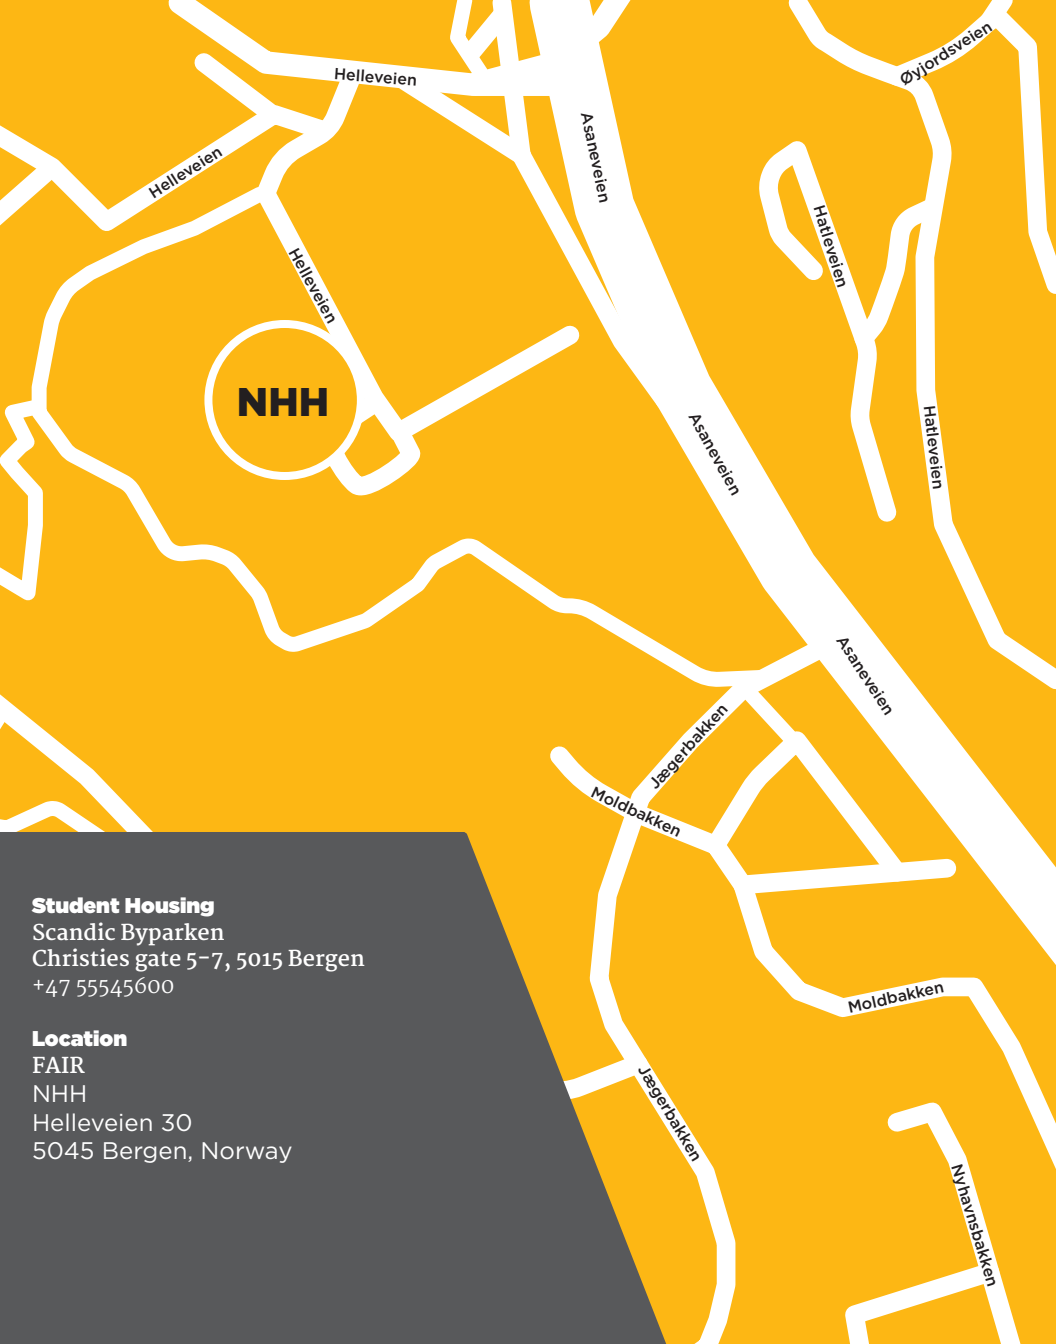 Øyjordsveien
Helleveien
Asaneveien
Helleveien
Hatleveien
Helleveien
NHH
Hatleveien
Asaneveien
Asaneveien
Jægerbakken
Moldbakken
Moldbakken
Jægerbakken
Nyhavnsbakken
Student Housing
Scandic Byparken
Christies gate 5-7, 5015 Bergen
+47 55545600
Location
FAIR
NHH
Helleveien 30
5045 Bergen, Norway